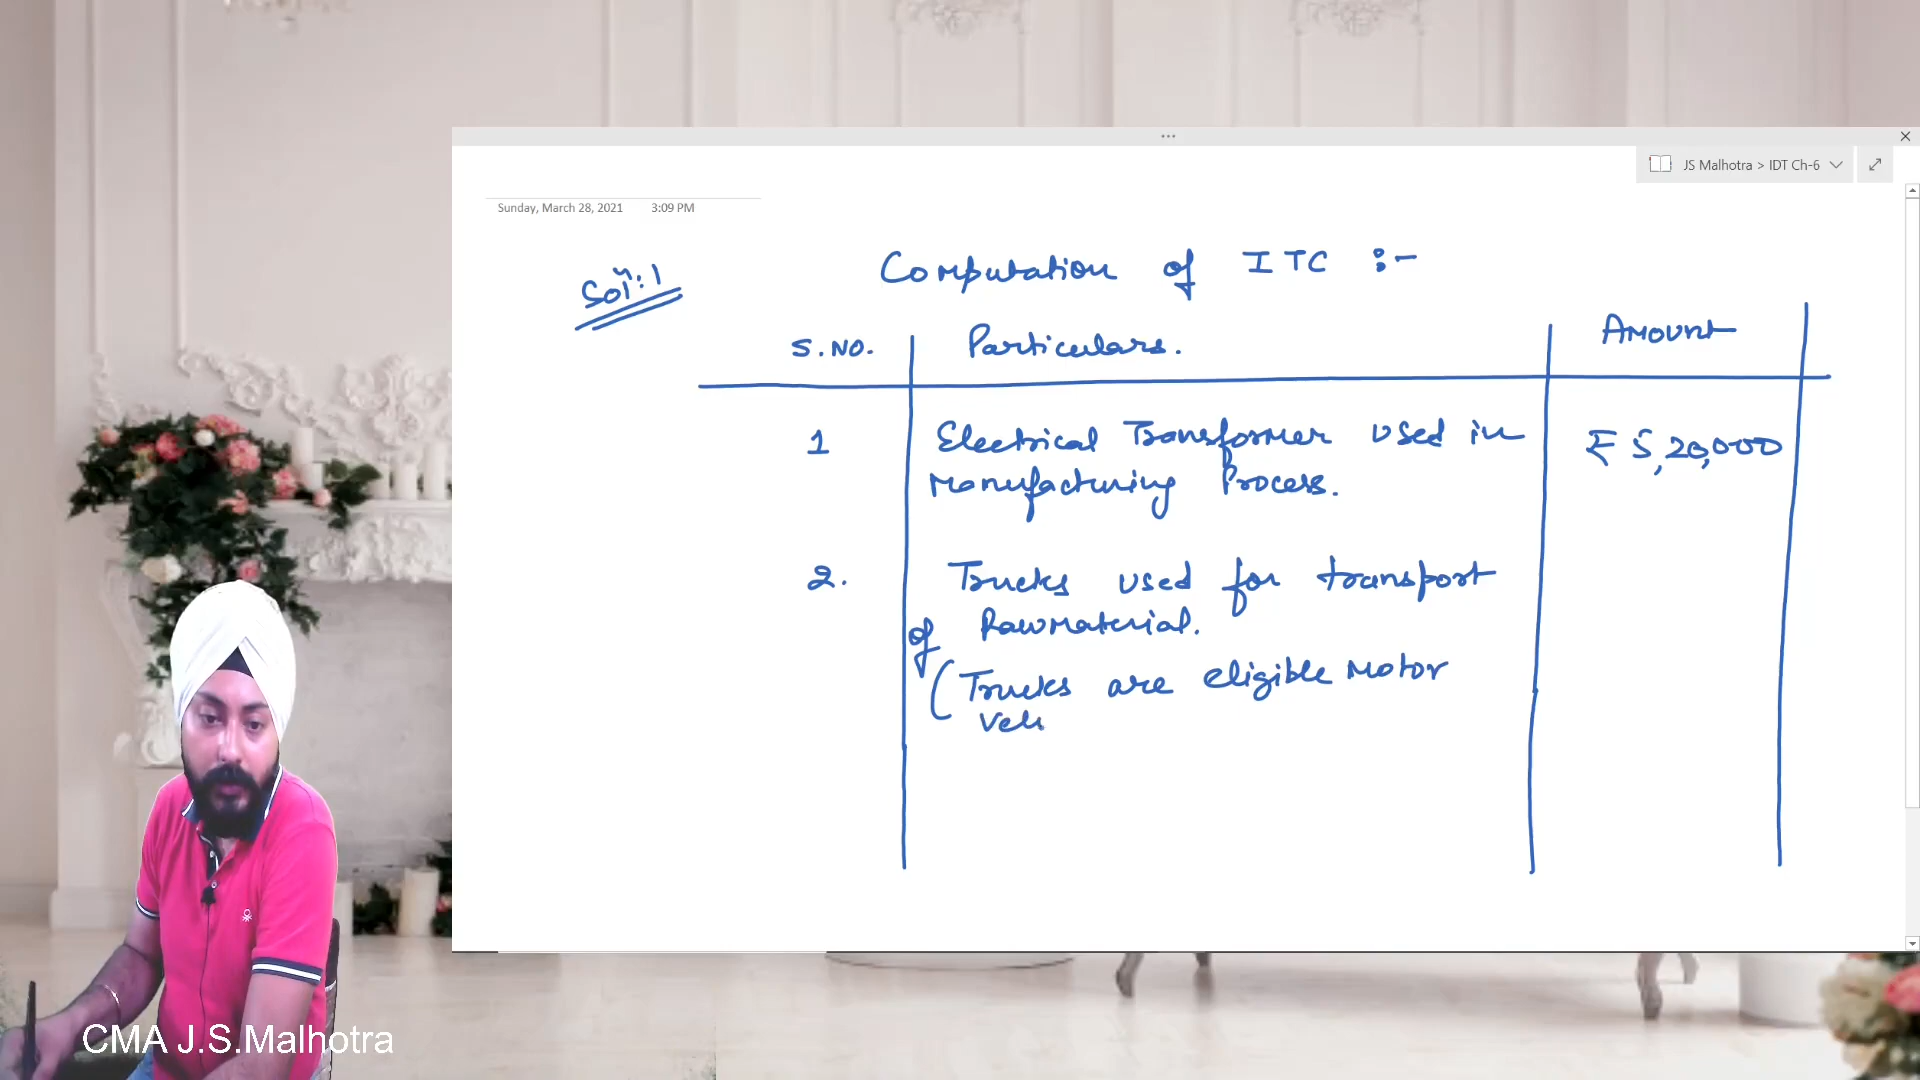 JS Malhotra > IDT Ch-6
Sunday, March 28, 2021 3:09 PM
Solⁿ:1
Computation of ITC :-
S.NO. Particulars. Amount
1 Electrical Transformer used in ₹ 5,20,000
Manufacturing Process.
2. Trucks used for transport
of Rawmaterial.
(Trucks are eligible Motor
Veh
CMA J.S.Malhotra